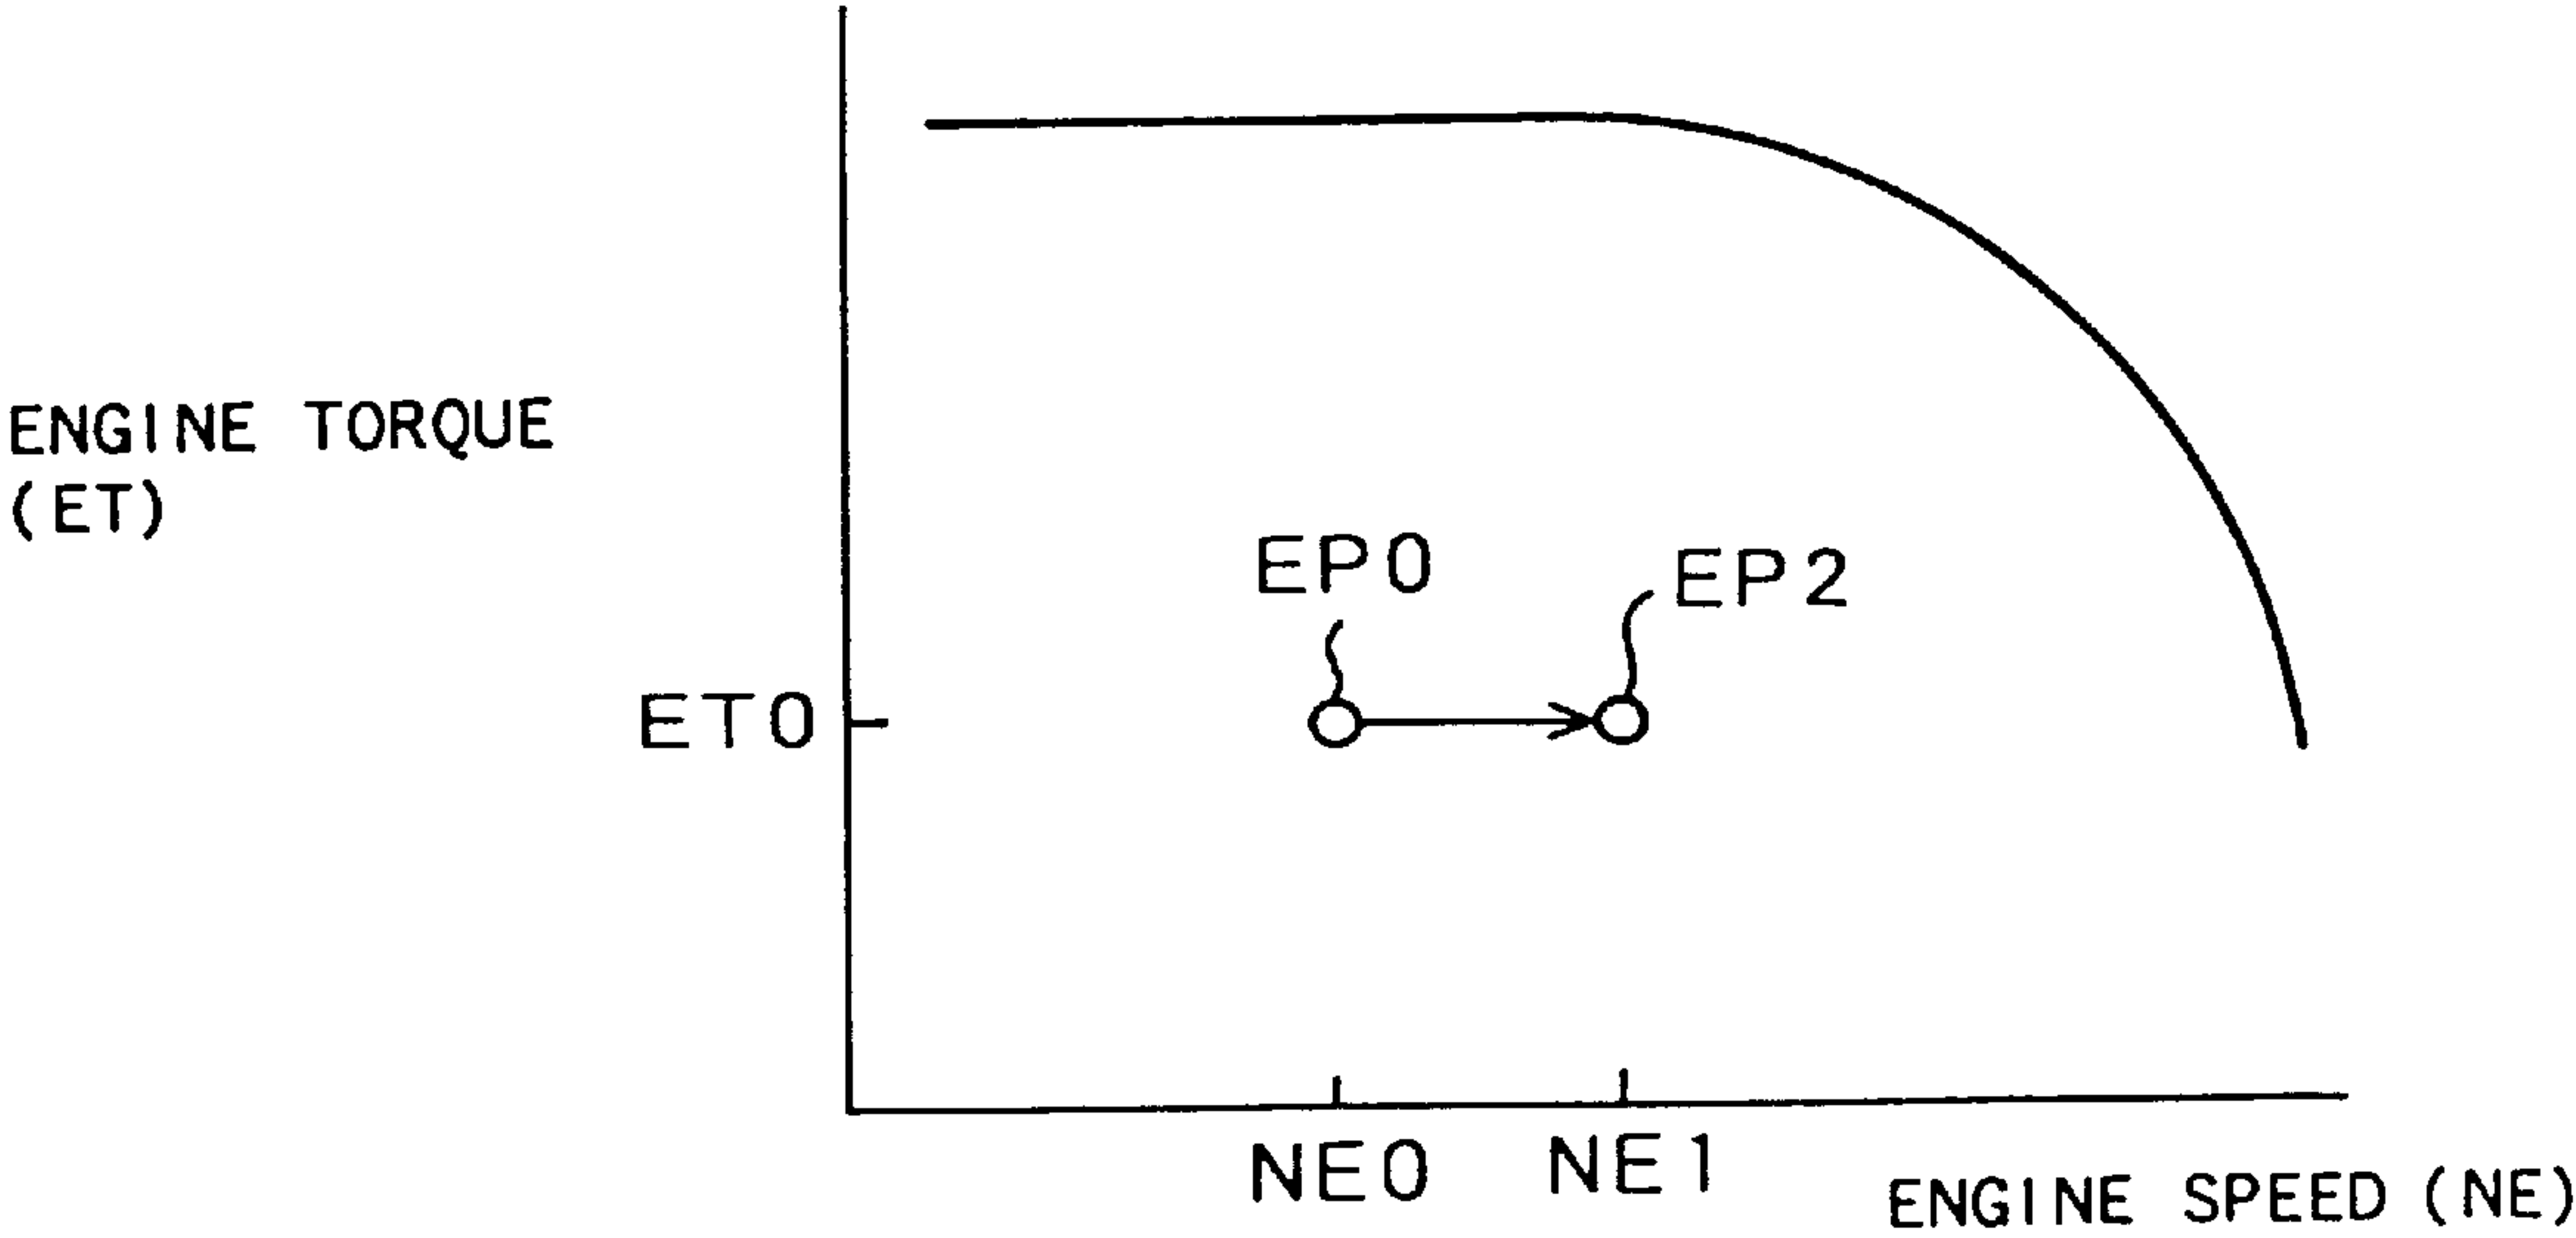 ENGINE TORQUE
(ET)
EP0
EP2
ET0
NE0
NE1
ENGINE SPEED (NE)